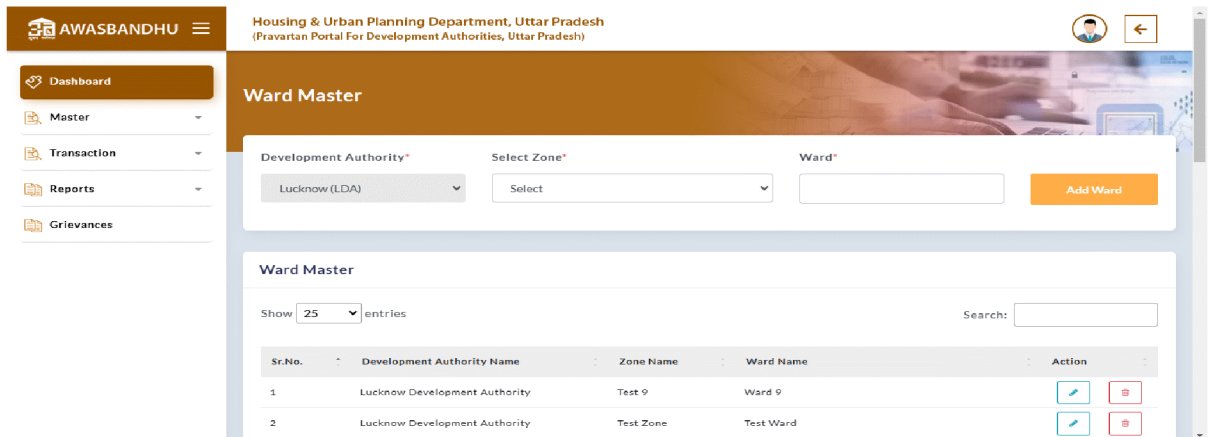 AWASBANDHU
Housing & Urban Planning Department, Uttar Pradesh
(Pravartan Portal For Development Authorities, Uttar Pradesh)
Dashboard
Master
Transaction
Reports
Grievances
Ward Master
Development Authority* Select Zone* Ward*
Lucknow (LDA) Select Add Ward
Ward Master
Show 25 entries Search:
Sr.No. Development Authority Name Zone Name Ward Name Action
1 Lucknow Development Authority Test 9 Ward 9
2 Lucknow Development Authority Test Zone Test Ward